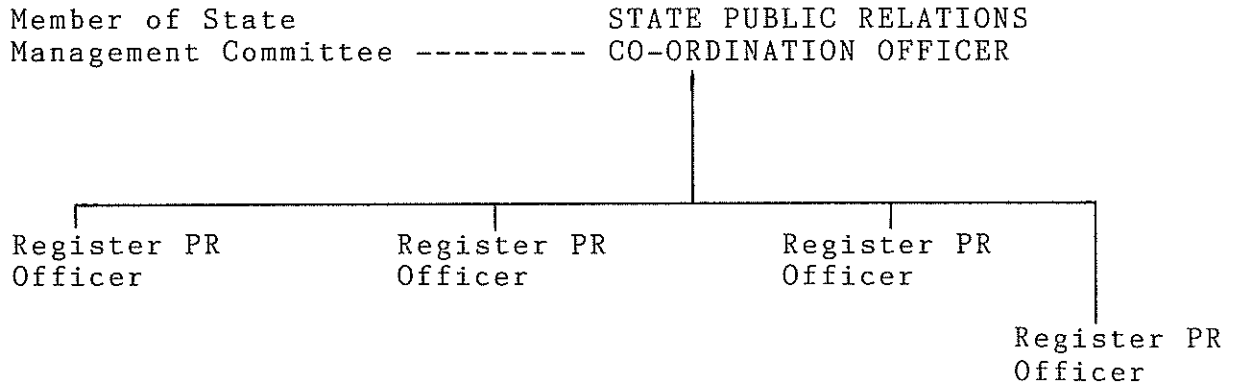 Member of State STATE PUBLIC RELATIONS
Management Committee --------- CO-ORDINATION OFFICER
Register PR Register PR Register PR
Officer Officer Officer
Register PR
Officer